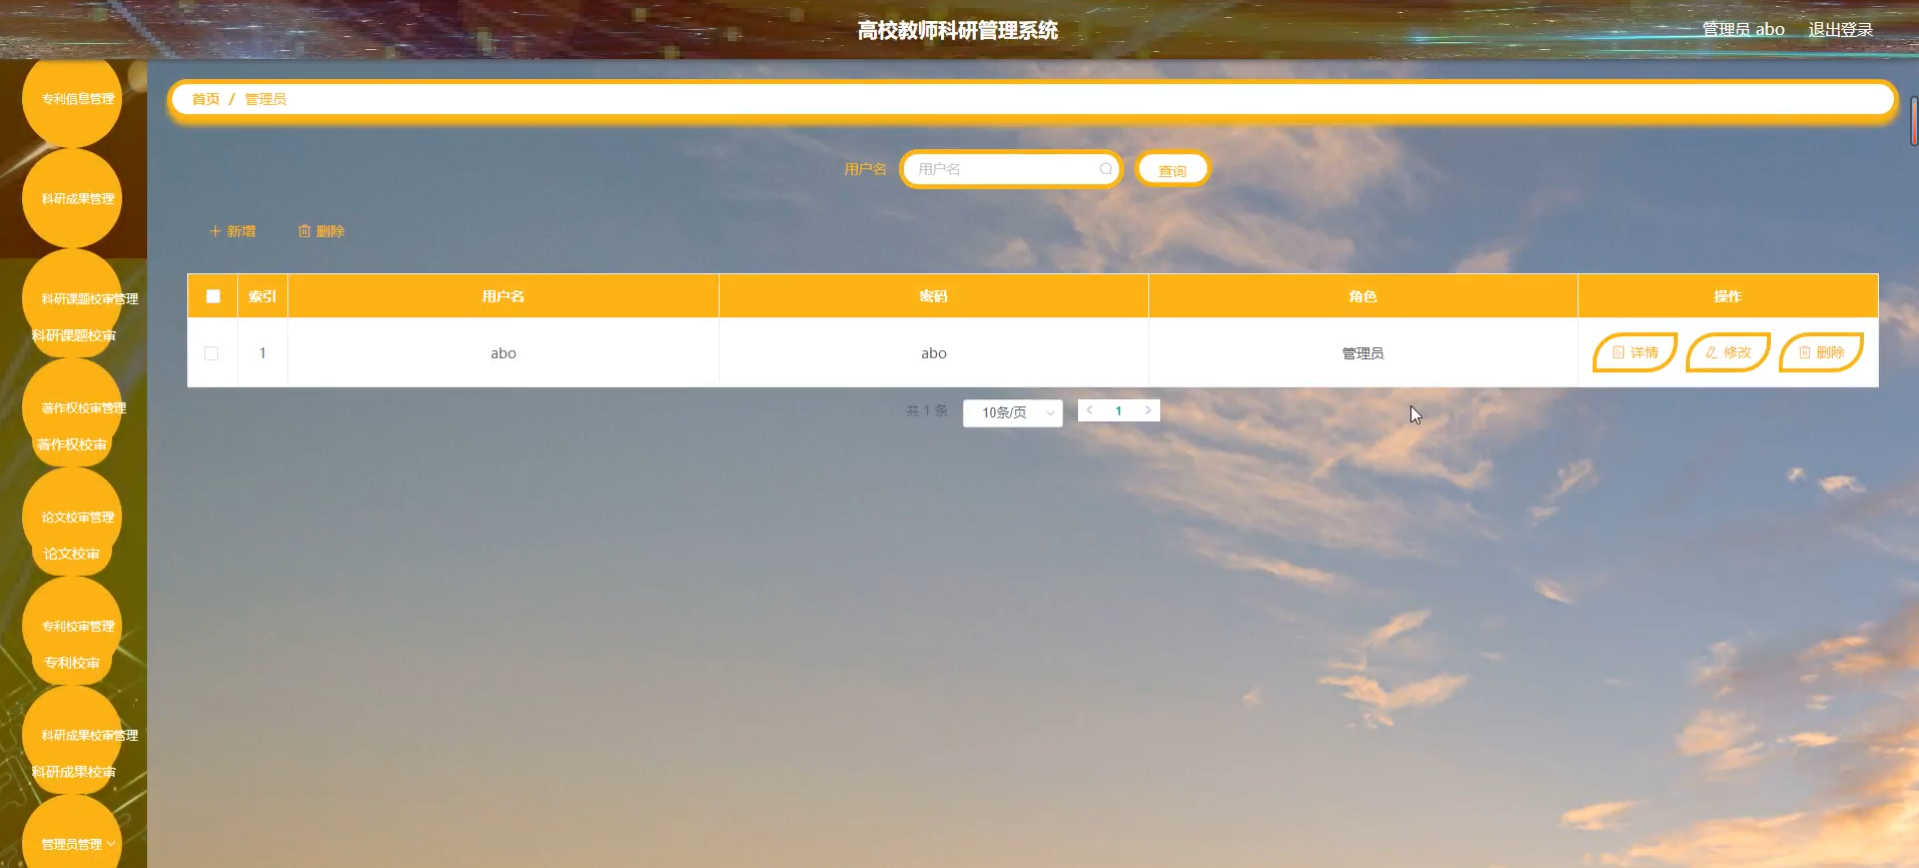 高校教师科研管理系统
管理员 abo 退出登录
专利信息管理
科研成果管理
科研课题校审管理
科研课题校审
著作权校审管理
著作权校审
论文校审管理
论文校审
专利校审管理
专利校审
科研成果校审管理
科研成果校审
管理员管理
首页 / 管理员
用户名 用户名 查询
新增 删除
索引 用户名 密码 角色 操作
1 abo abo 管理员 详情 修改 删除
共 1 条 10条/页 1